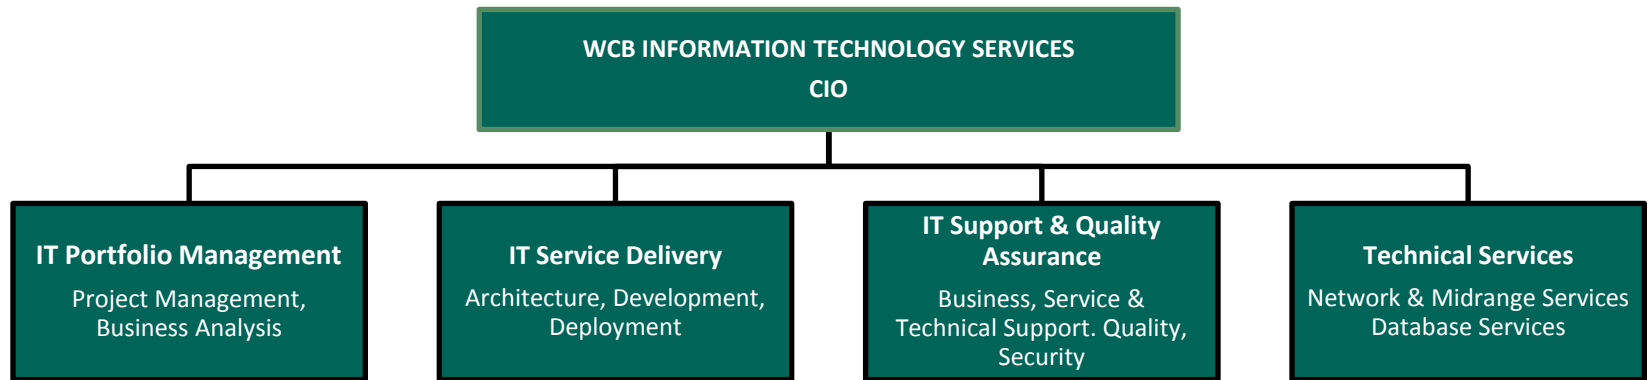 WCB INFORMATION TECHNOLOGY SERVICES
CIO
IT Portfolio Management
Project Management,
Business Analysis
IT Service Delivery
Architecture, Development,
Deployment
IT Support & Quality
Assurance
Business, Service &
Technical Support. Quality,
Security
Technical Services
Network & Midrange Services
Database Services